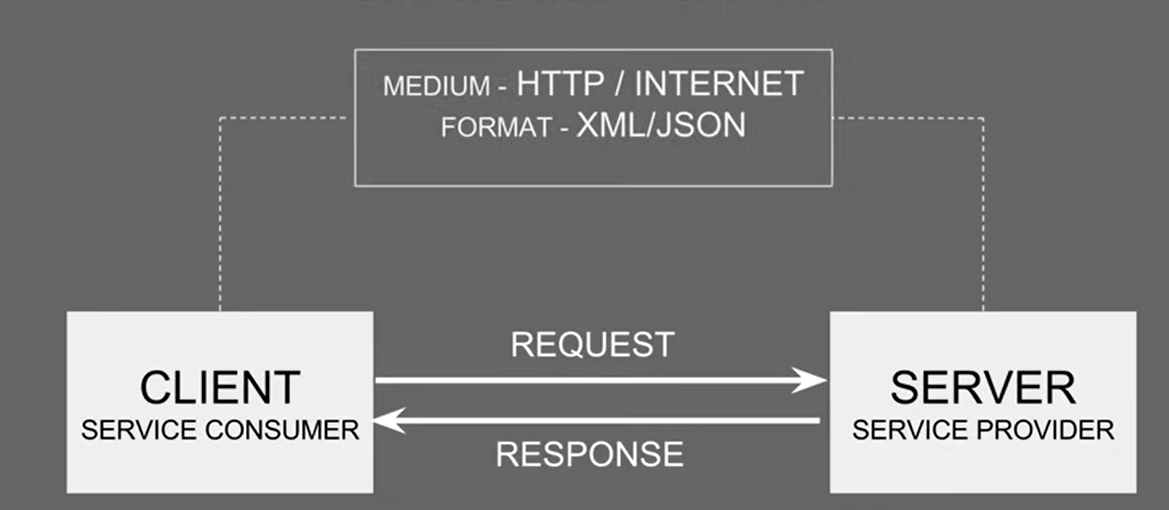 MEDIUM - HTTP / INTERNET
FORMAT - XML/JSON
REQUEST
CLIENT
SERVICE CONSUMER
SERVER
SERVICE PROVIDER
RESPONSE